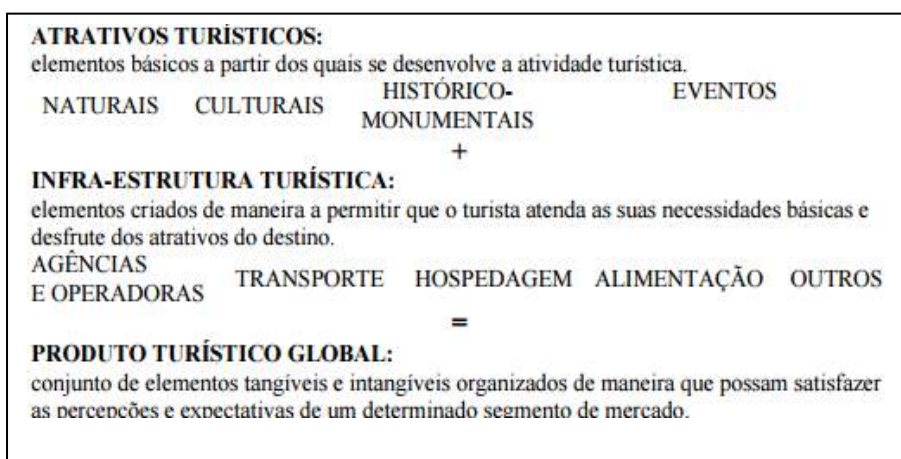 ATRATIVOS TURÍSTICOS:
elementos básicos a partir dos quais se desenvolve a atividade turística.
NATURAIS CULTURAIS HISTÓRICO-MONUMENTAIS EVENTOS
+
INFRA-ESTRUTURA TURÍSTICA:
elementos criados de maneira a permitir que o turista atenda as suas necessidades básicas e
desfrute dos atrativos do destino.
AGÊNCIAS
E OPERADORAS TRANSPORTE HOSPEDAGEM ALIMENTAÇÃO OUTROS
=
PRODUTO TURÍSTICO GLOBAL:
conjunto de elementos tangíveis e intangíveis organizados de maneira que possam satisfazer
as percepções e expectativas de um determinado segmento de mercado.